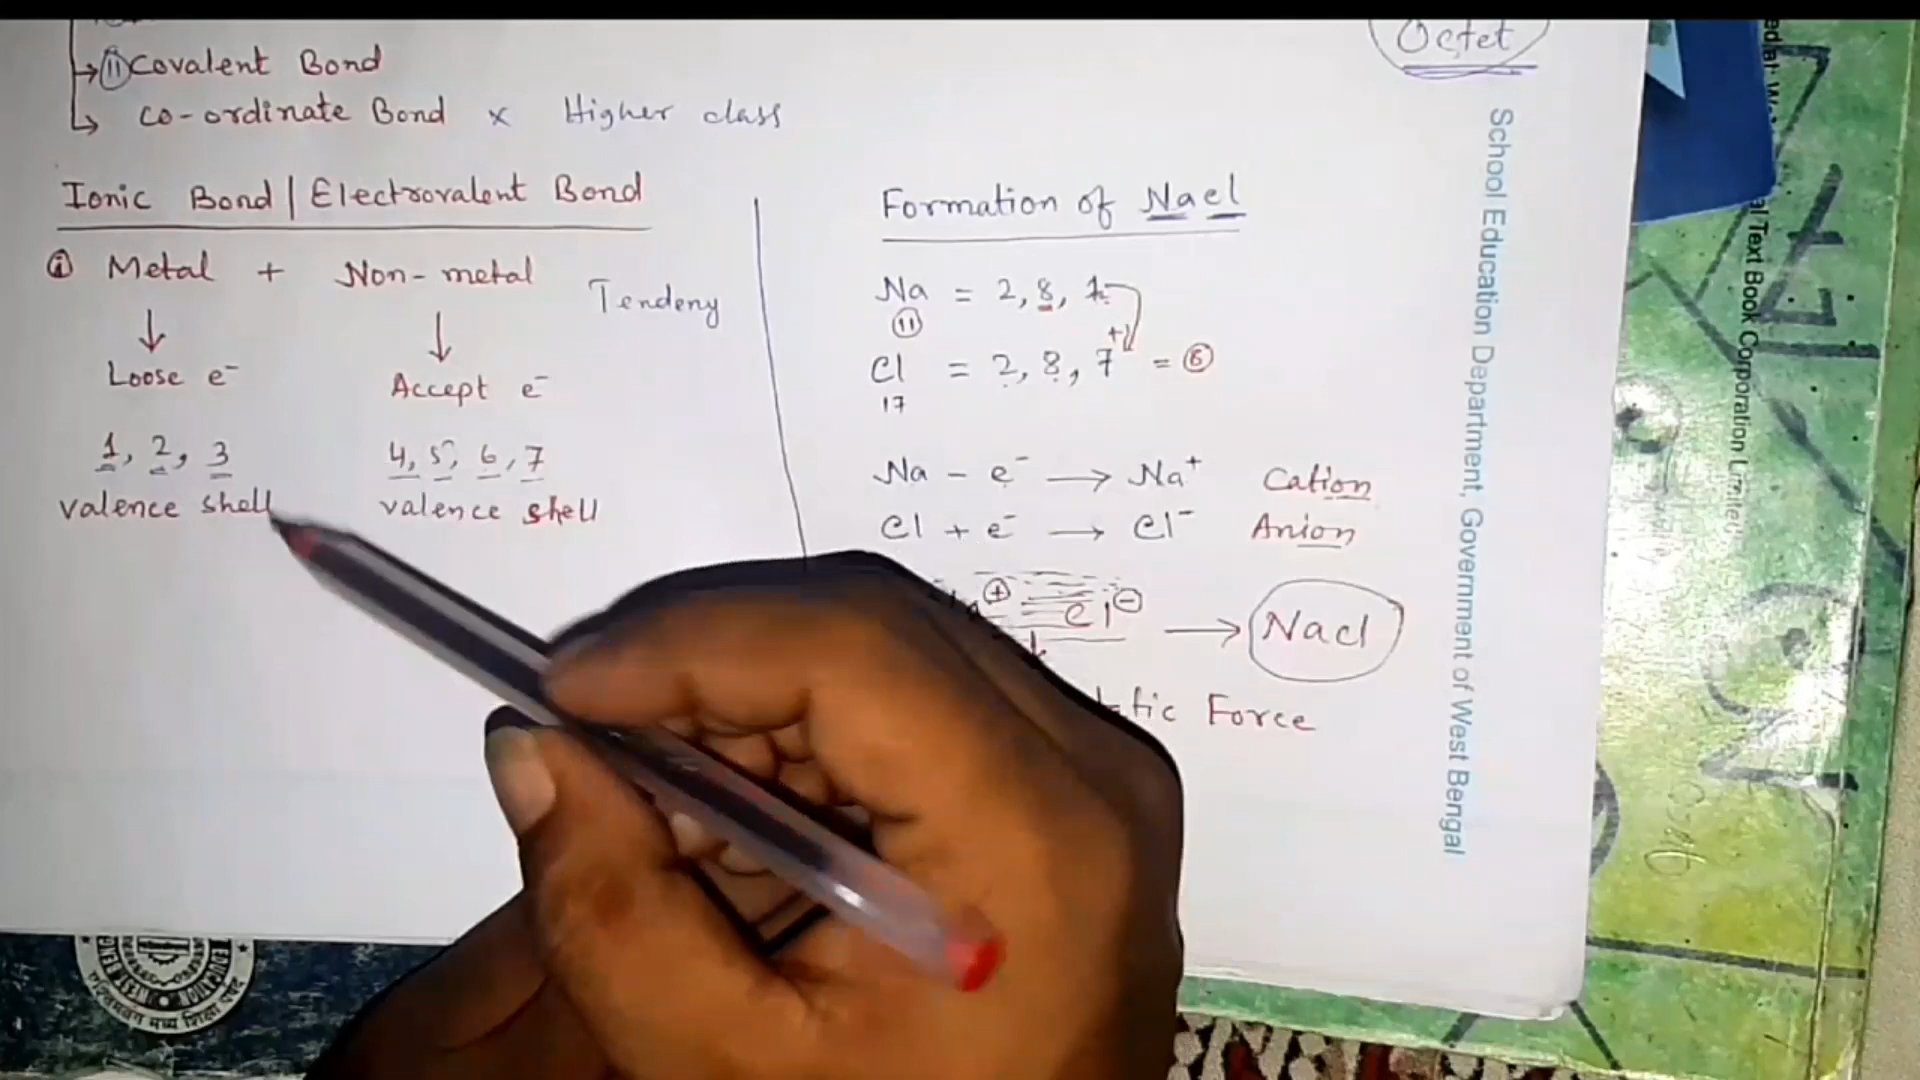 Octet
(ii) Covalent Bond
co-ordinate Bond x Higher class
Ionic Bond | Electrovalent Bond
(i) Metal + Non-metal
Tendeny
↓ ↓
Loose e⁻ Accept e⁻
1, 2, 3 4, 5, 6, 7
valence shell valence shell
Formation of Nacl
Na = 2, 8, 1
(11)
+1
Cl = 2, 8, 7 = (8)
17
Na - e⁻ → Na⁺ Cation
Cl + e⁻ → Cl⁻ Anion
⊕ Cl⊖ → Nacl
Force
School Education Department, Government of West Bengal
Text Book Corporation Limited